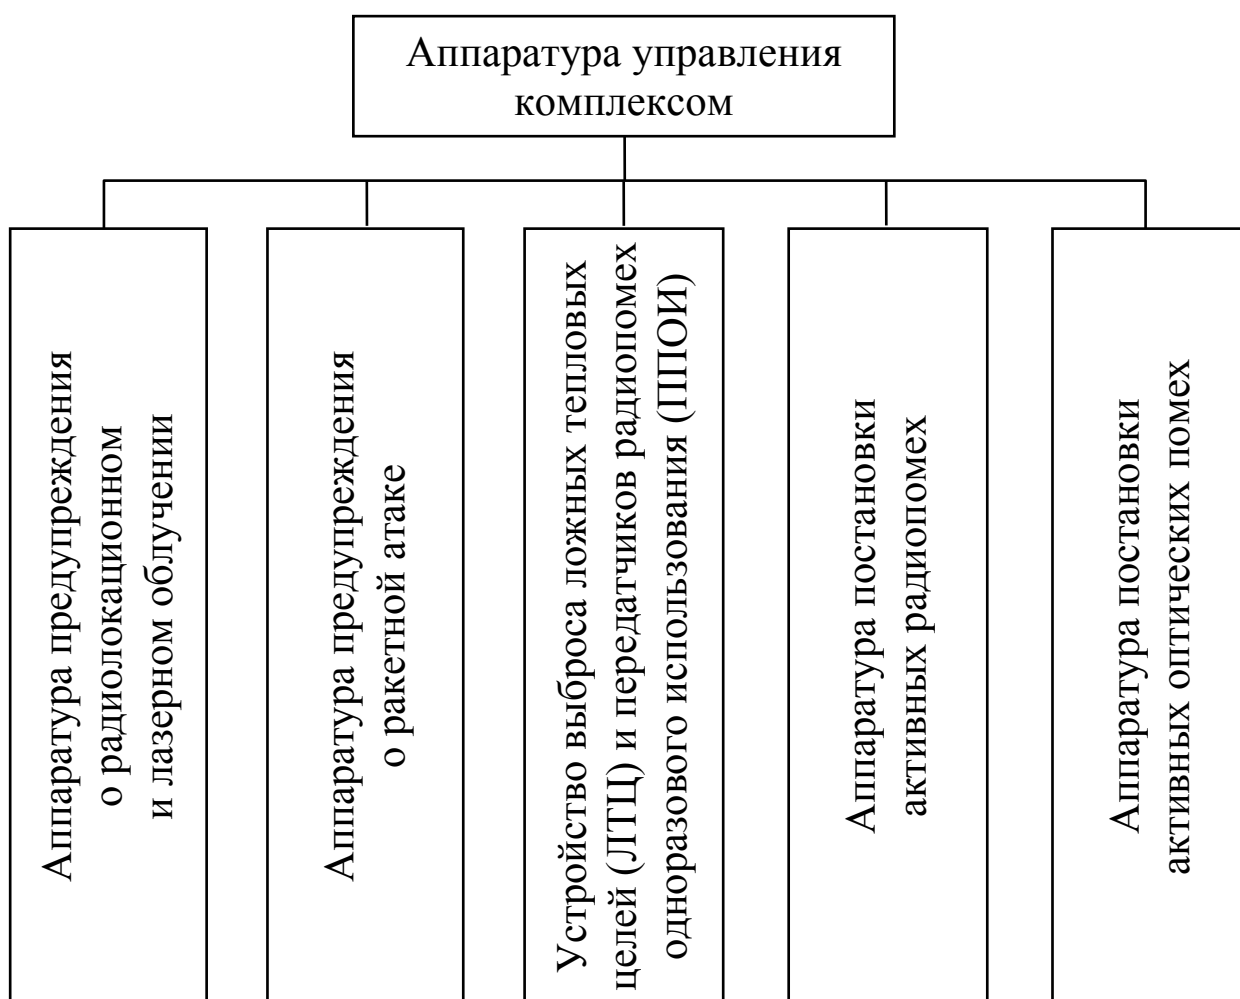 Аппаратура управления
комплексом
Аппаратура предупреждения
о радиолокационном
и лазерном облучении
Аппаратура предупреждения
о ракетной атаке
Устройство выброса ложных тепловых
целей (ЛТЦ) и передатчиков радиопомех
одноразового использования (ППОИ)
Аппаратура постановки
активных радиопомех
Аппаратура постановки
активных оптических помех